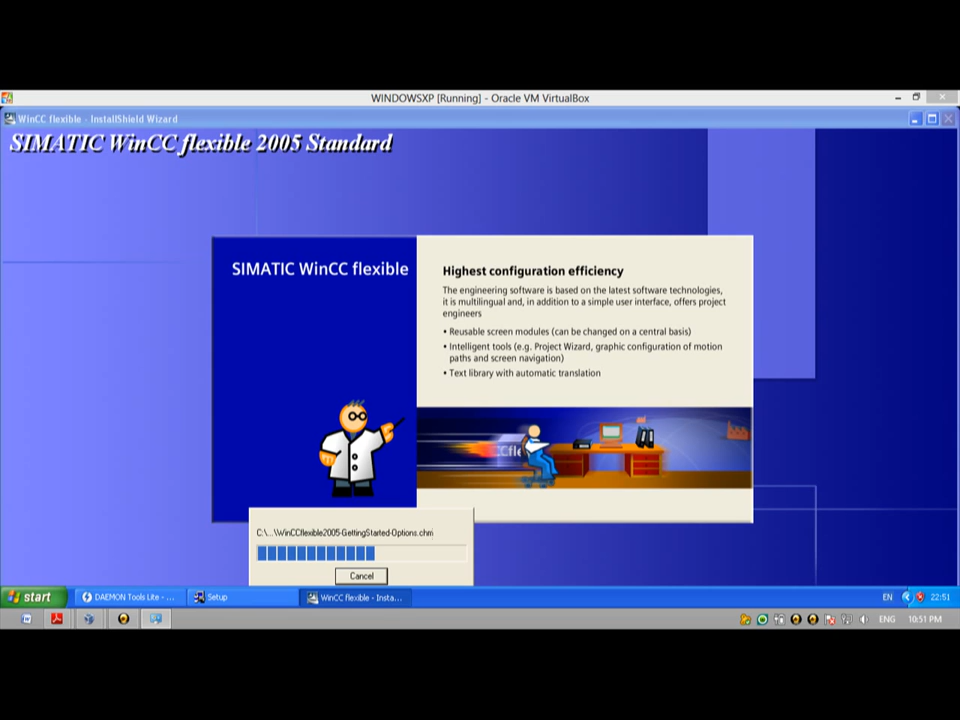 WINDOWSXP [Running] - Oracle VM VirtualBox
WinCC flexible - InstallShield Wizard
SIMATIC WinCC flexible 2005 Standard
SIMATIC WinCC flexible
Highest configuration efficiency
The engineering software is based on the latest software technologies,
it is multilingual and, in addition to a simple user interface, offers project
engineers
• Reusable screen modules (can be changed on a central basis)
• Intelligent tools (e.g. Project Wizard, graphic configuration of motion
paths and screen navigation)
• Text library with automatic translation
CCfle
C:\...\WinCCflexible2005-GettingStarted-Options.chm
Cancel
start
DAEMON Tools Lite - ...
Setup
WinCC flexible - Insta...
EN
22:51
ENG
10:51 PM